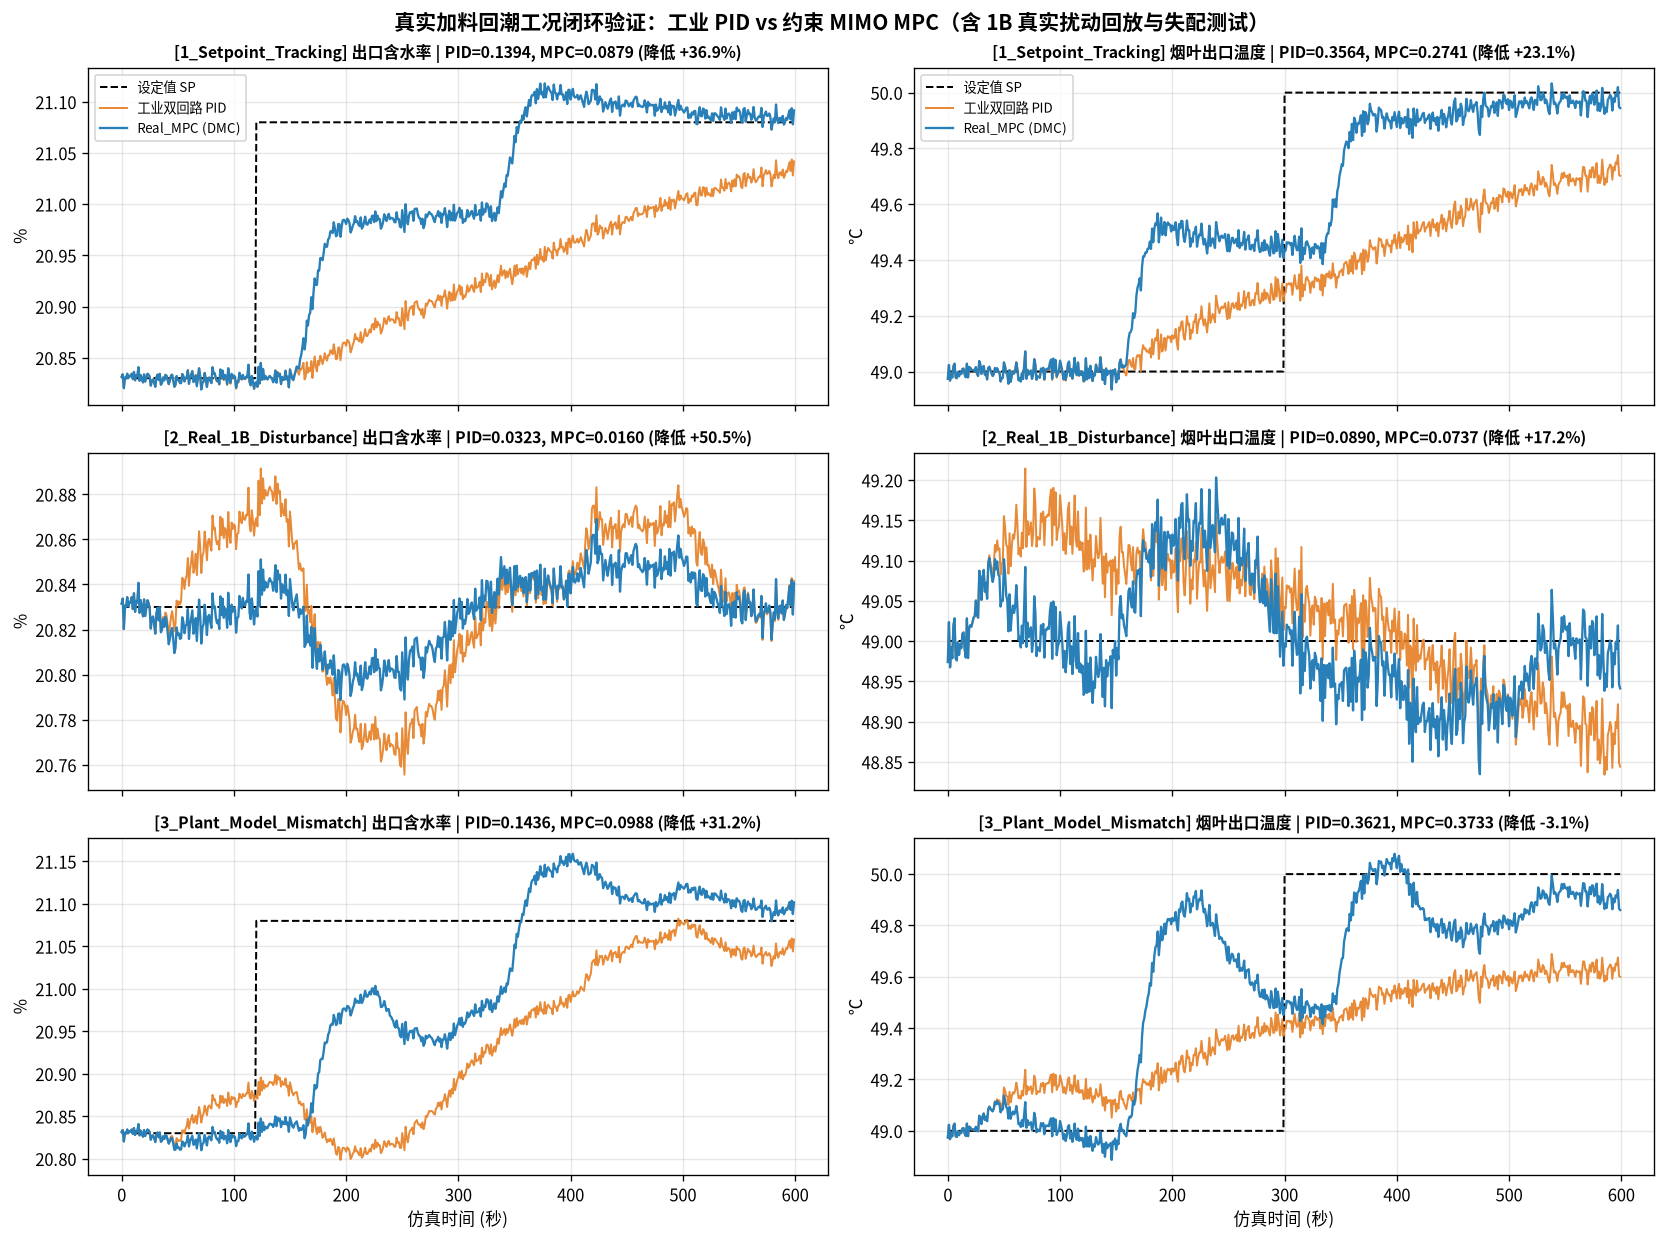 真实加料回潮工况闭环验证：工业 PID vs 约束 MIMO MPC（含 1B 真实扰动回放与失配测试）
[1_Setpoint_Tracking] 出口含水率 | PID=0.1394, MPC=0.0879 (降低 +36.9%)
设定值 SP
工业双回路 PID
Real_MPC (DMC)
21.10
21.05
21.00
20.95
20.90
20.85
%
[1_Setpoint_Tracking] 烟叶出口温度 | PID=0.3564, MPC=0.2741 (降低 +23.1%)
设定值 SP
工业双回路 PID
Real_MPC (DMC)
50.0
49.8
49.6
49.4
49.2
49.0
°C
[2_Real_1B_Disturbance] 出口含水率 | PID=0.0323, MPC=0.0160 (降低 +50.5%)
20.88
20.86
20.84
20.82
20.80
20.78
20.76
%
[2_Real_1B_Disturbance] 烟叶出口温度 | PID=0.0890, MPC=0.0737 (降低 +17.2%)
49.20
49.15
49.10
49.05
49.00
48.95
48.90
48.85
°C
[3_Plant_Model_Mismatch] 出口含水率 | PID=0.1436, MPC=0.0988 (降低 +31.2%)
21.15
21.10
21.05
21.00
20.95
20.90
20.85
20.80
%
0 100 200 300 400 500 600
仿真时间 (秒)
[3_Plant_Model_Mismatch] 烟叶出口温度 | PID=0.3621, MPC=0.3733 (降低 -3.1%)
50.0
49.8
49.6
49.4
49.2
49.0
°C
0 100 200 300 400 500 600
仿真时间 (秒)